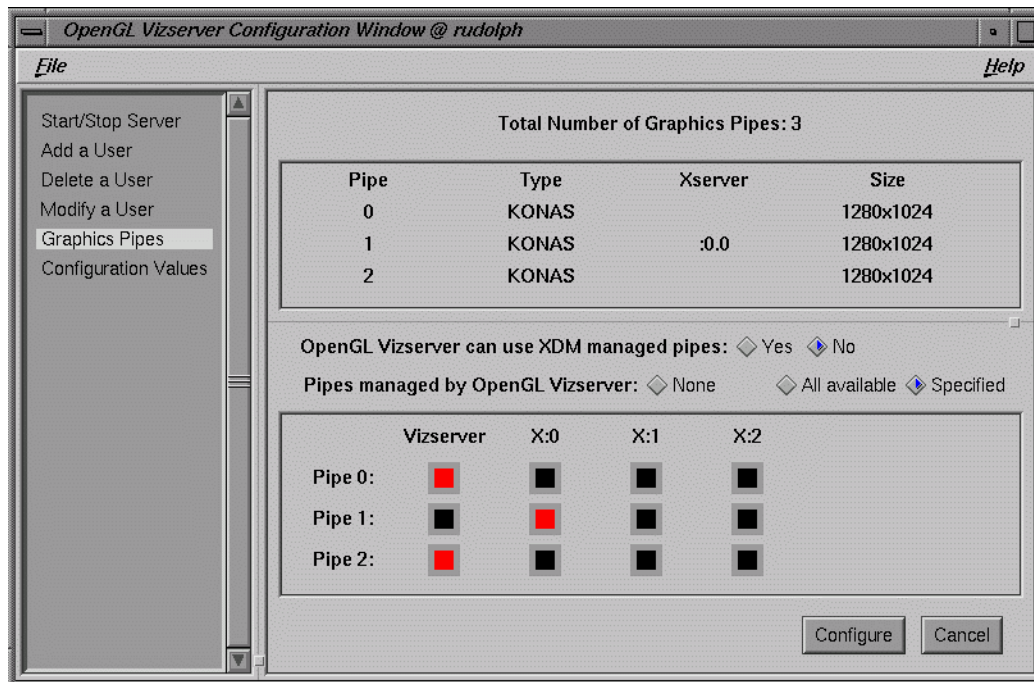 OpenGL Vizserver Configuration Window @ rudolph
File Help
Start/Stop Server
Add a User
Delete a User
Modify a User
Graphics Pipes
Configuration Values
Total Number of Graphics Pipes: 3
Pipe Type Xserver Size
0 KONAS 1280x1024
1 KONAS :0.0 1280x1024
2 KONAS 1280x1024
OpenGL Vizserver can use XDM managed pipes: Yes No
Pipes managed by OpenGL Vizserver: None All available Specified
Vizserver X:0 X:1 X:2
Pipe 0:
Pipe 1:
Pipe 2:
Configure Cancel